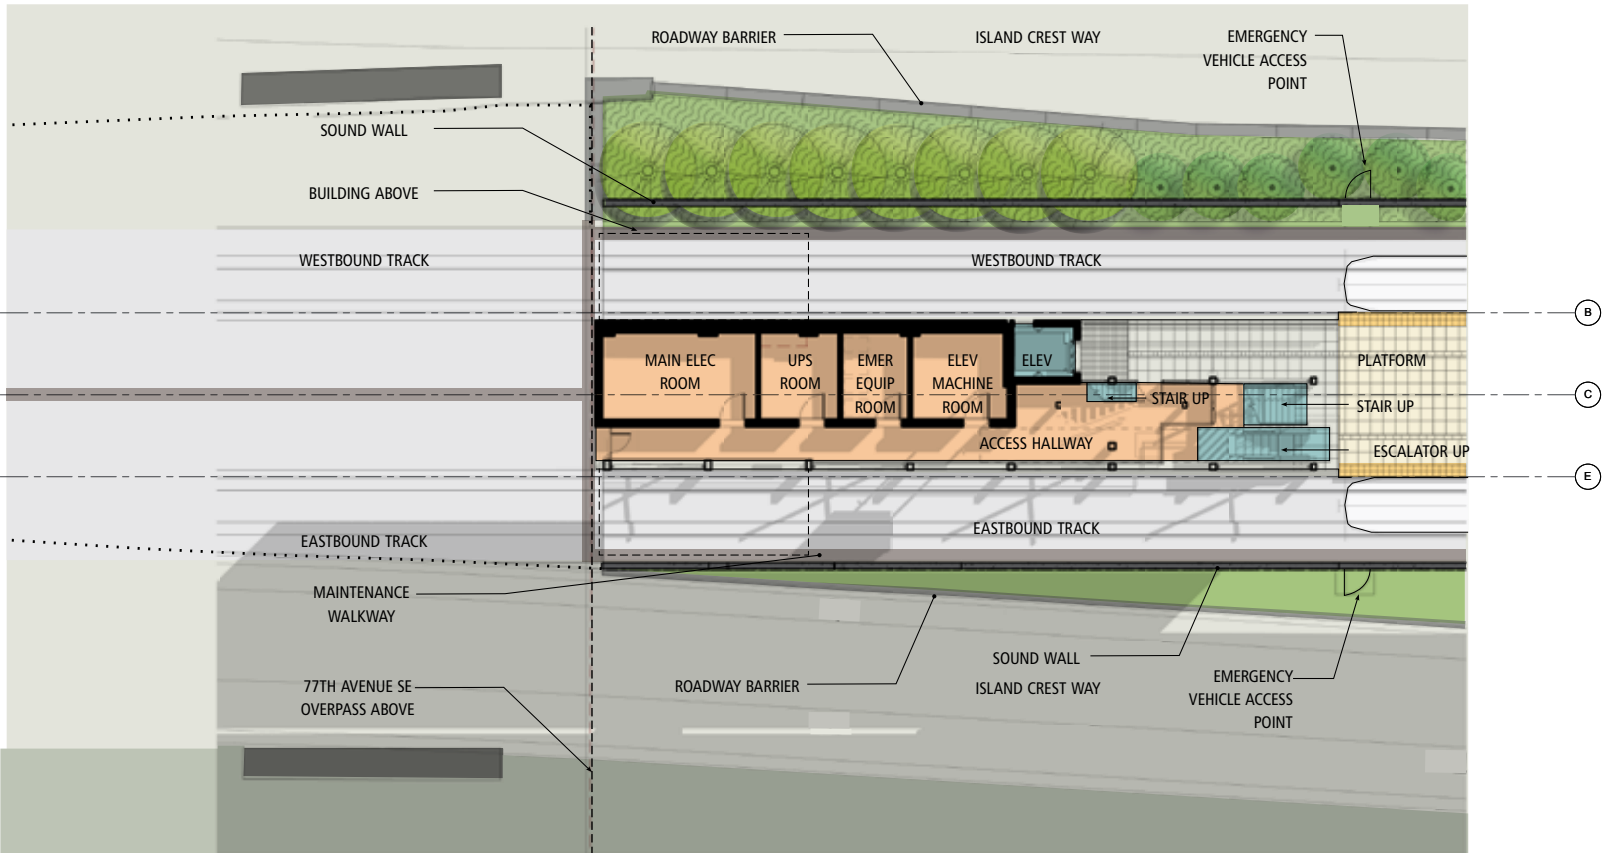 ROADWAY BARRIER
ISLAND CREST WAY
EMERGENCY
VEHICLE ACCESS
POINT
SOUND WALL
BUILDING ABOVE
WESTBOUND TRACK
WESTBOUND TRACK
B
MAIN ELEC
ROOM
UPS
ROOM
EMER
EQUIP
ROOM
ELEV
MACHINE
ROOM
ELEV
PLATFORM
STAIR UP
STAIR UP
C
ACCESS HALLWAY
ESCALATOR UP
E
EASTBOUND TRACK
EASTBOUND TRACK
MAINTENANCE
WALKWAY
SOUND WALL
77TH AVENUE SE
OVERPASS ABOVE
ROADWAY BARRIER
ISLAND CREST WAY
EMERGENCY
VEHICLE ACCESS
POINT